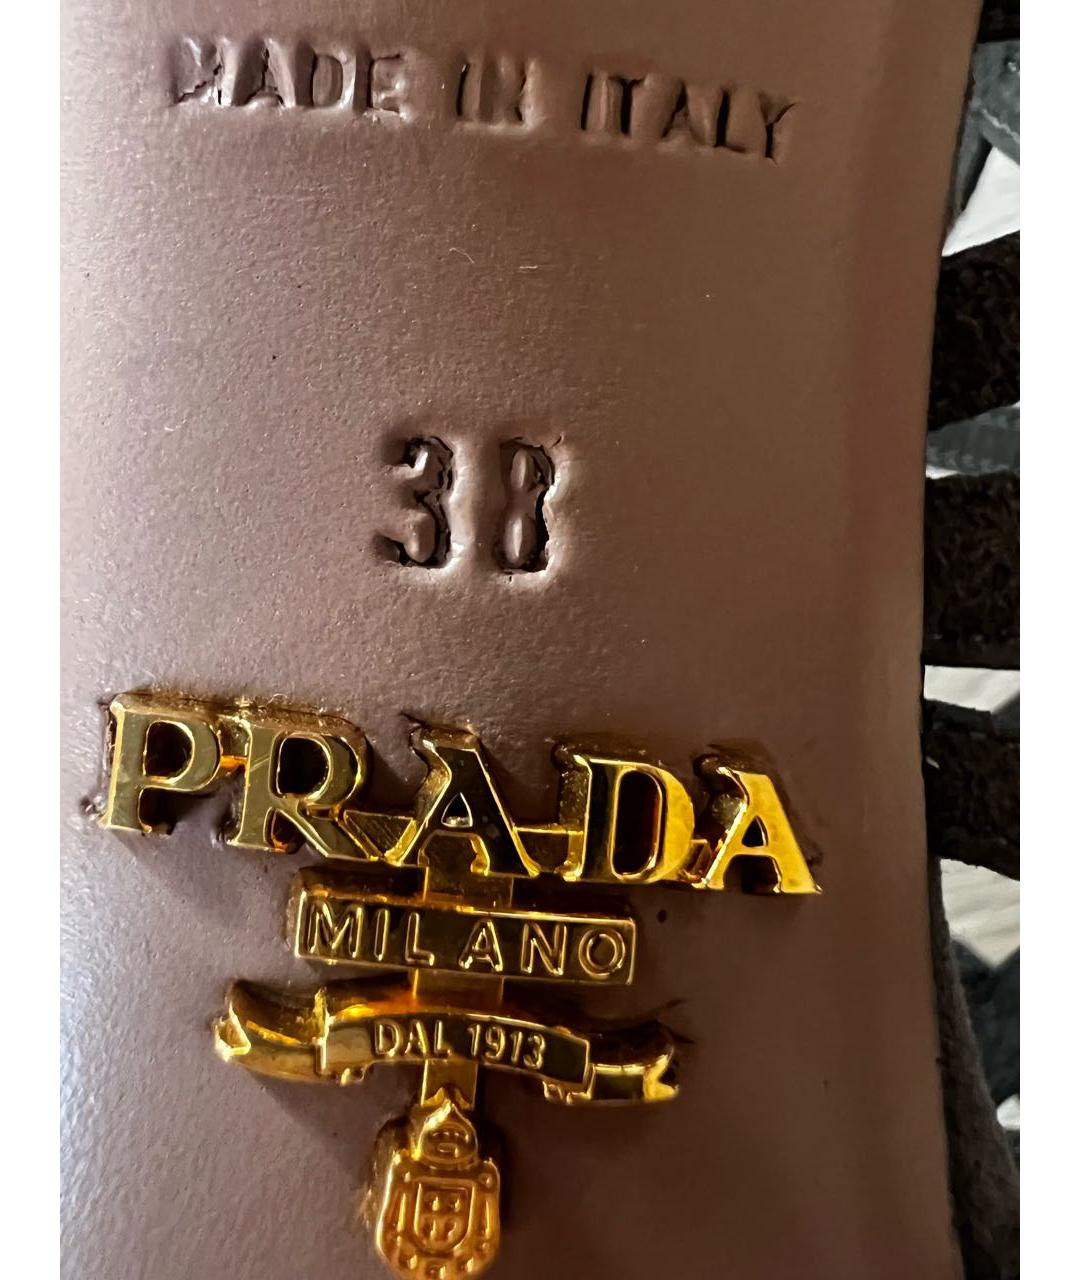 MADE IN ITALY
38
PRADA
MILANO
DAL 1913